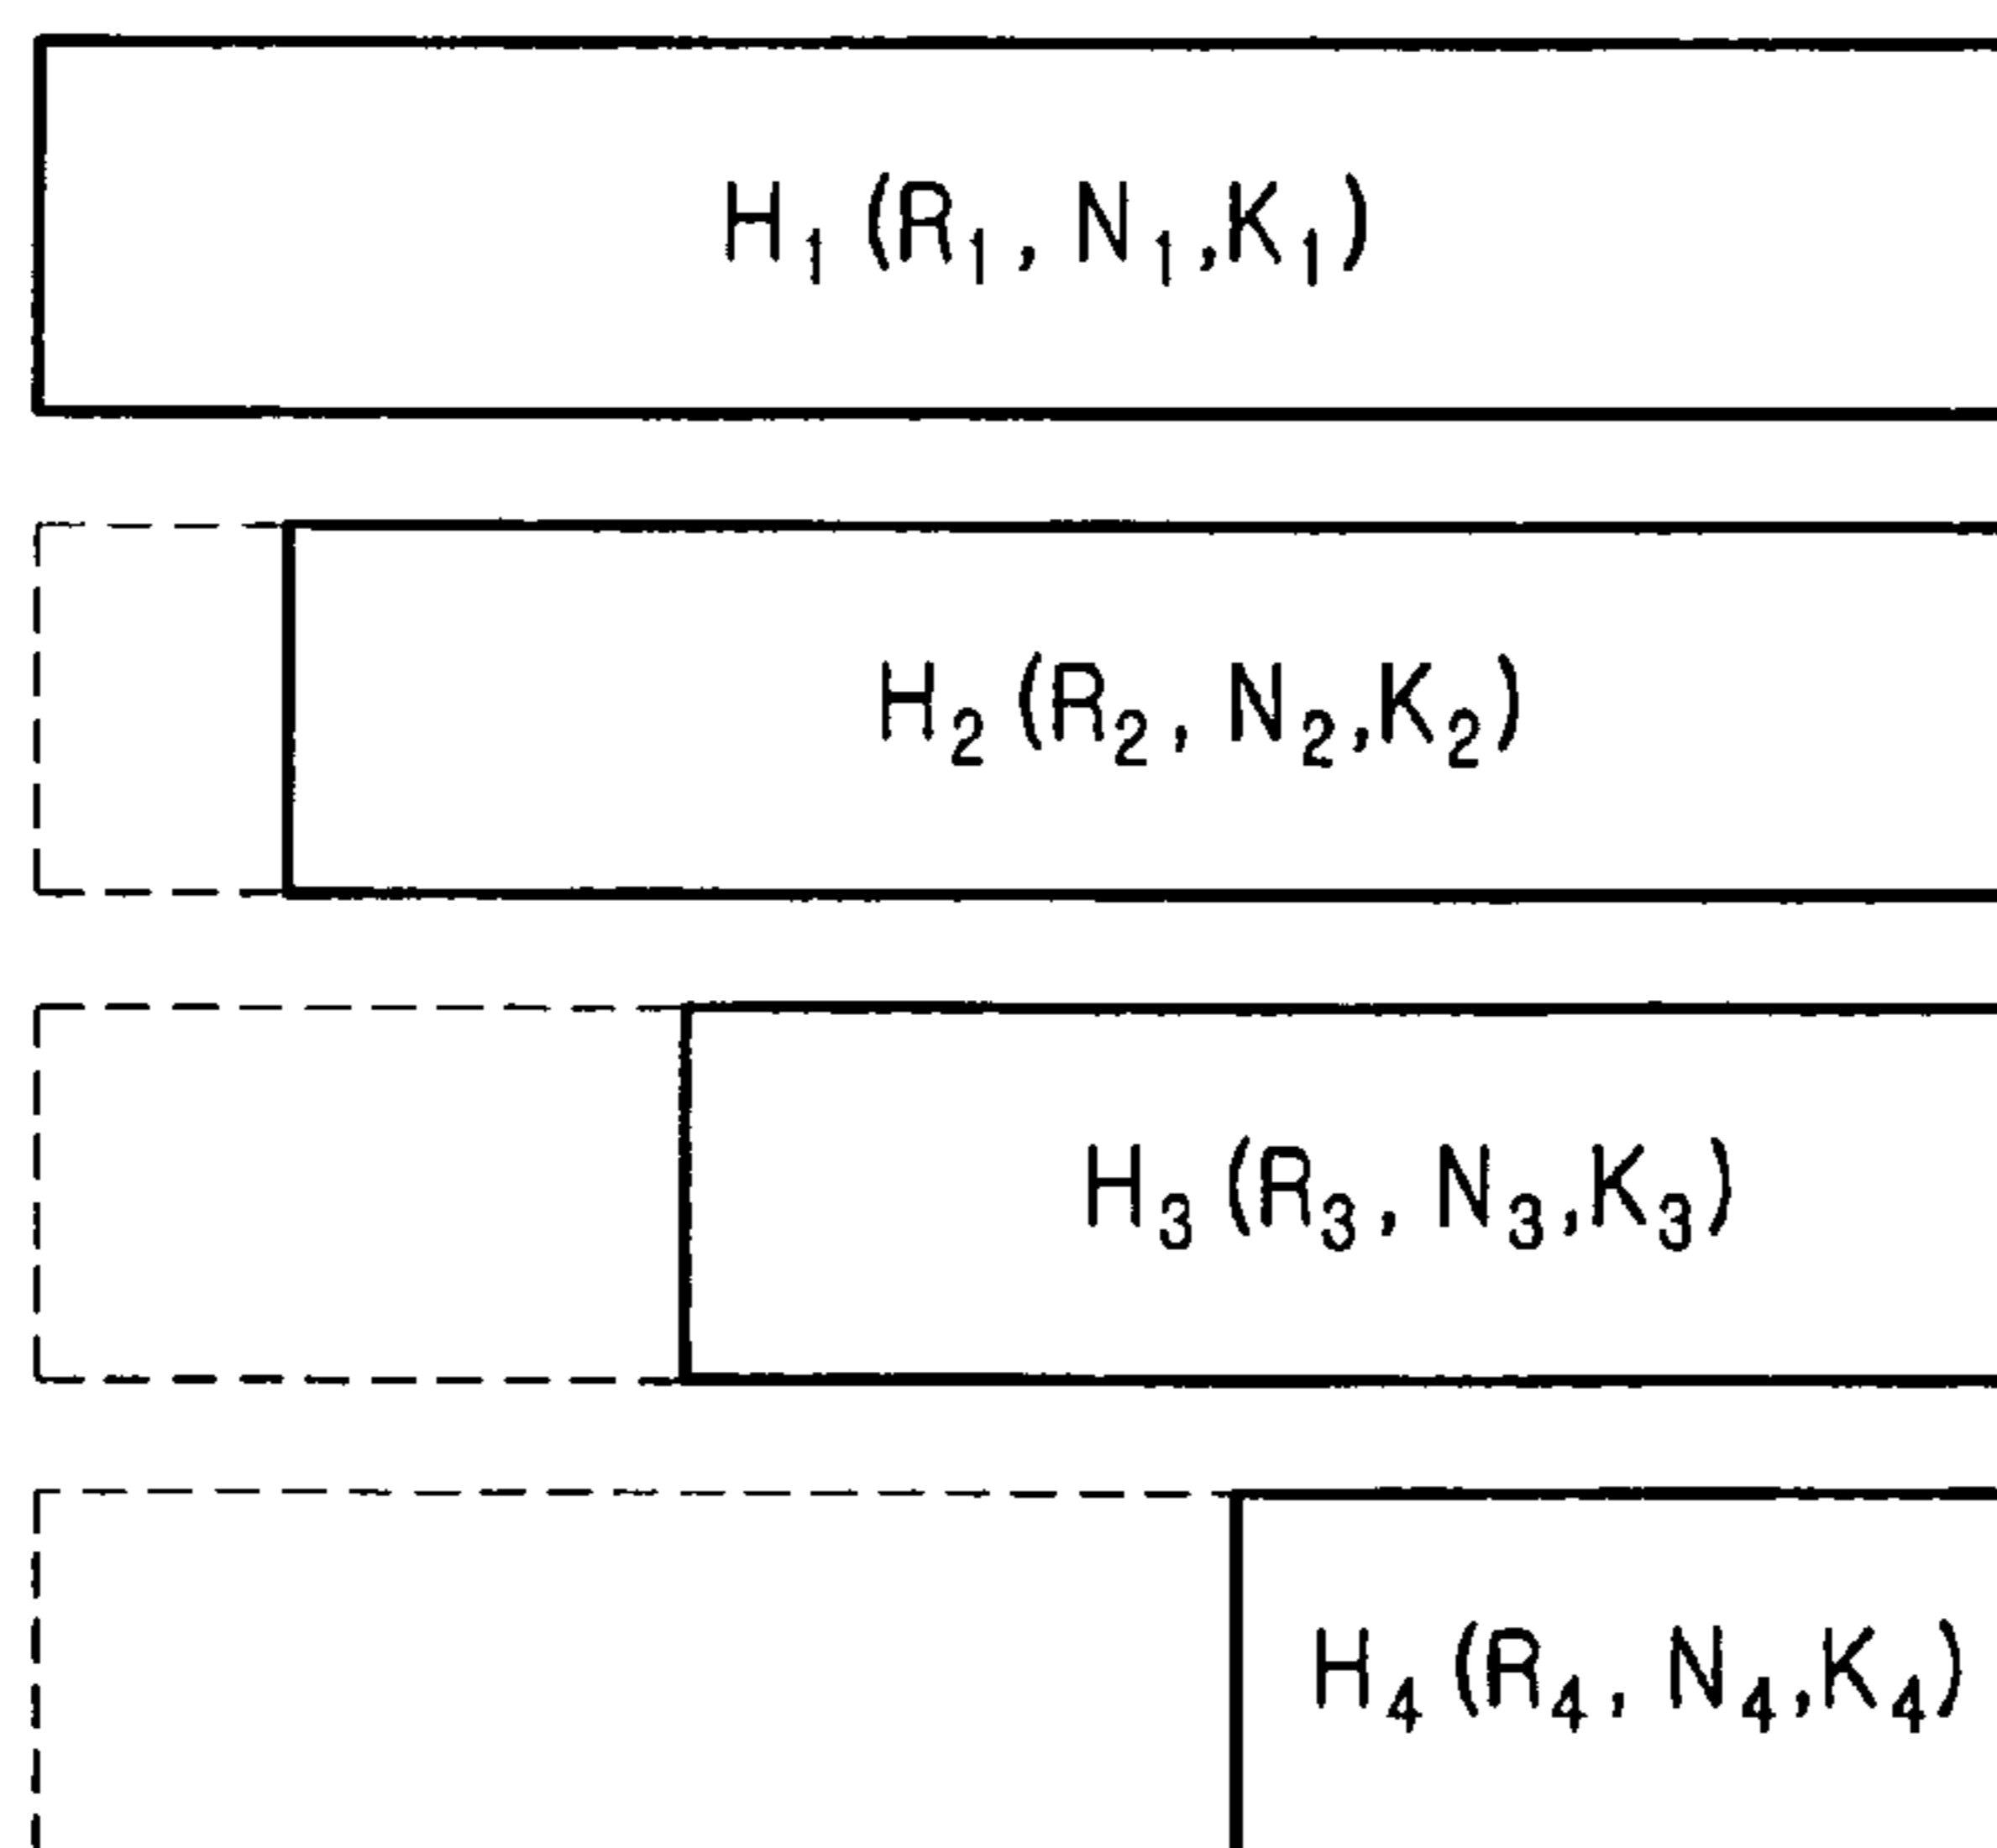 H₁ (R₁, N₁,K₁)
H₂ (R₂, N₂,K₂)
H₃ (R₃, N₃,K₃)
H₄ (R₄, N₄,K₄)